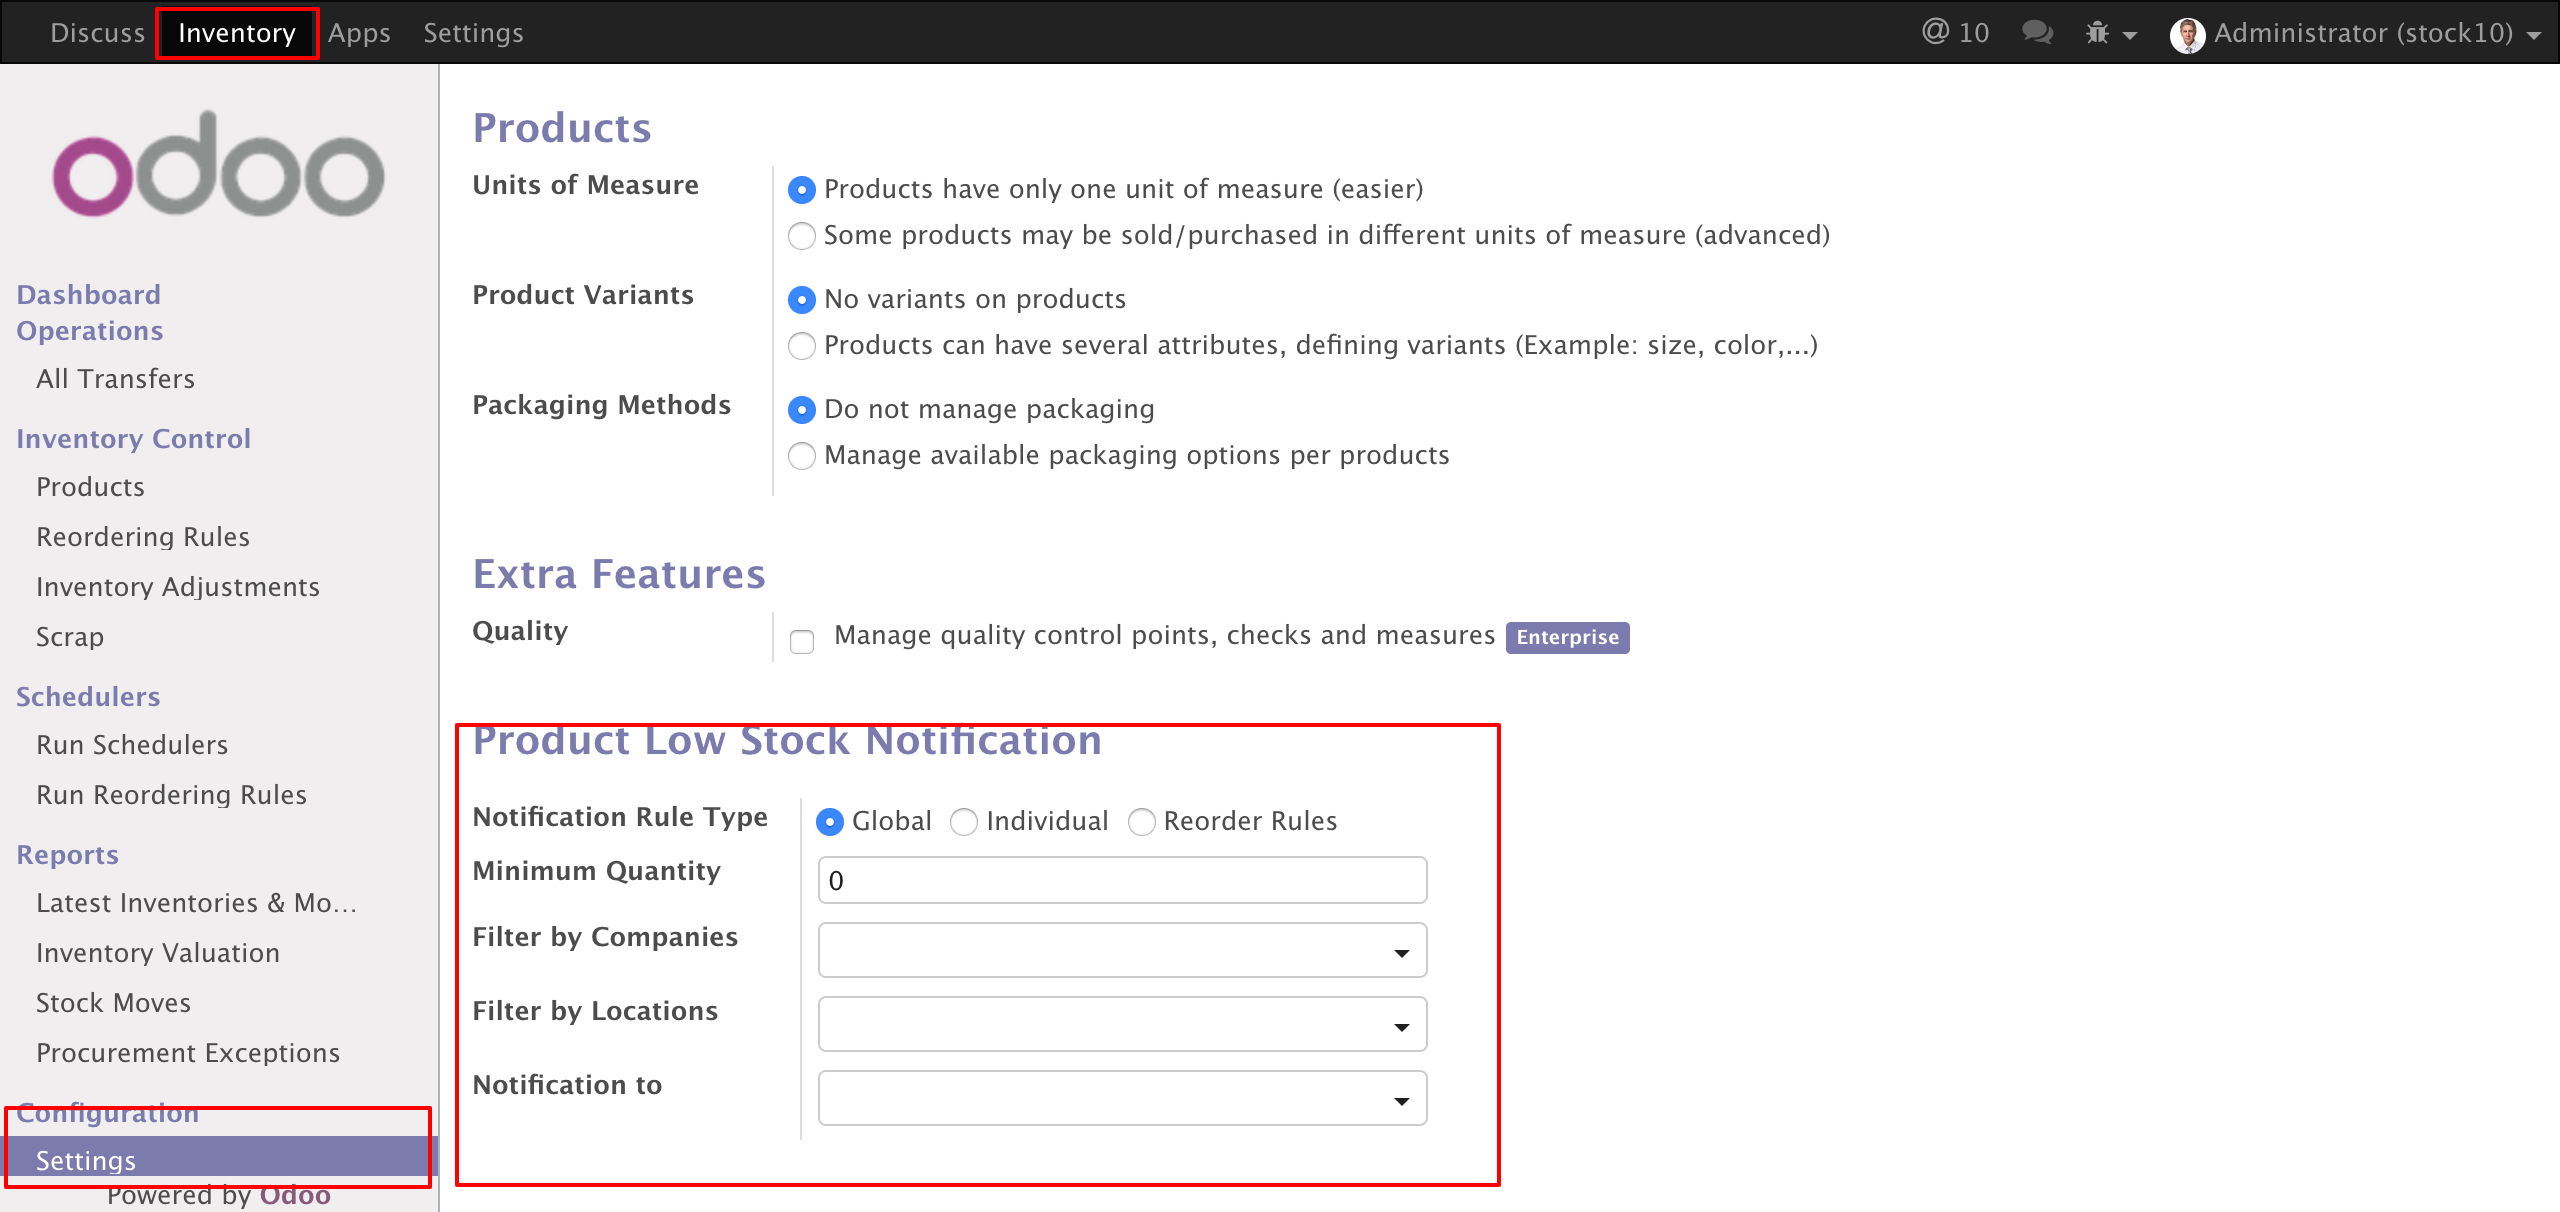 Discuss Inventory Apps Settings @ 10 Administrator (stock10)
odoo
Dashboard
Operations
All Transfers
Inventory Control
Products
Reordering Rules
Inventory Adjustments
Scrap
Schedulers
Run Schedulers
Run Reordering Rules
Reports
Latest Inventories & Mo...
Inventory Valuation
Stock Moves
Procurement Exceptions
Configuration
Settings
Powered by Odoo
Products
Units of Measure
Products have only one unit of measure (easier)
Some products may be sold/purchased in different units of measure (advanced)
Product Variants
No variants on products
Products can have several attributes, defining variants (Example: size, color,...)
Packaging Methods
Do not manage packaging
Manage available packaging options per products
Extra Features
Quality
Manage quality control points, checks and measures Enterprise
Product Low Stock Notification
Notification Rule Type Global Individual Reorder Rules
Minimum Quantity 0
Filter by Companies
Filter by Locations
Notification to